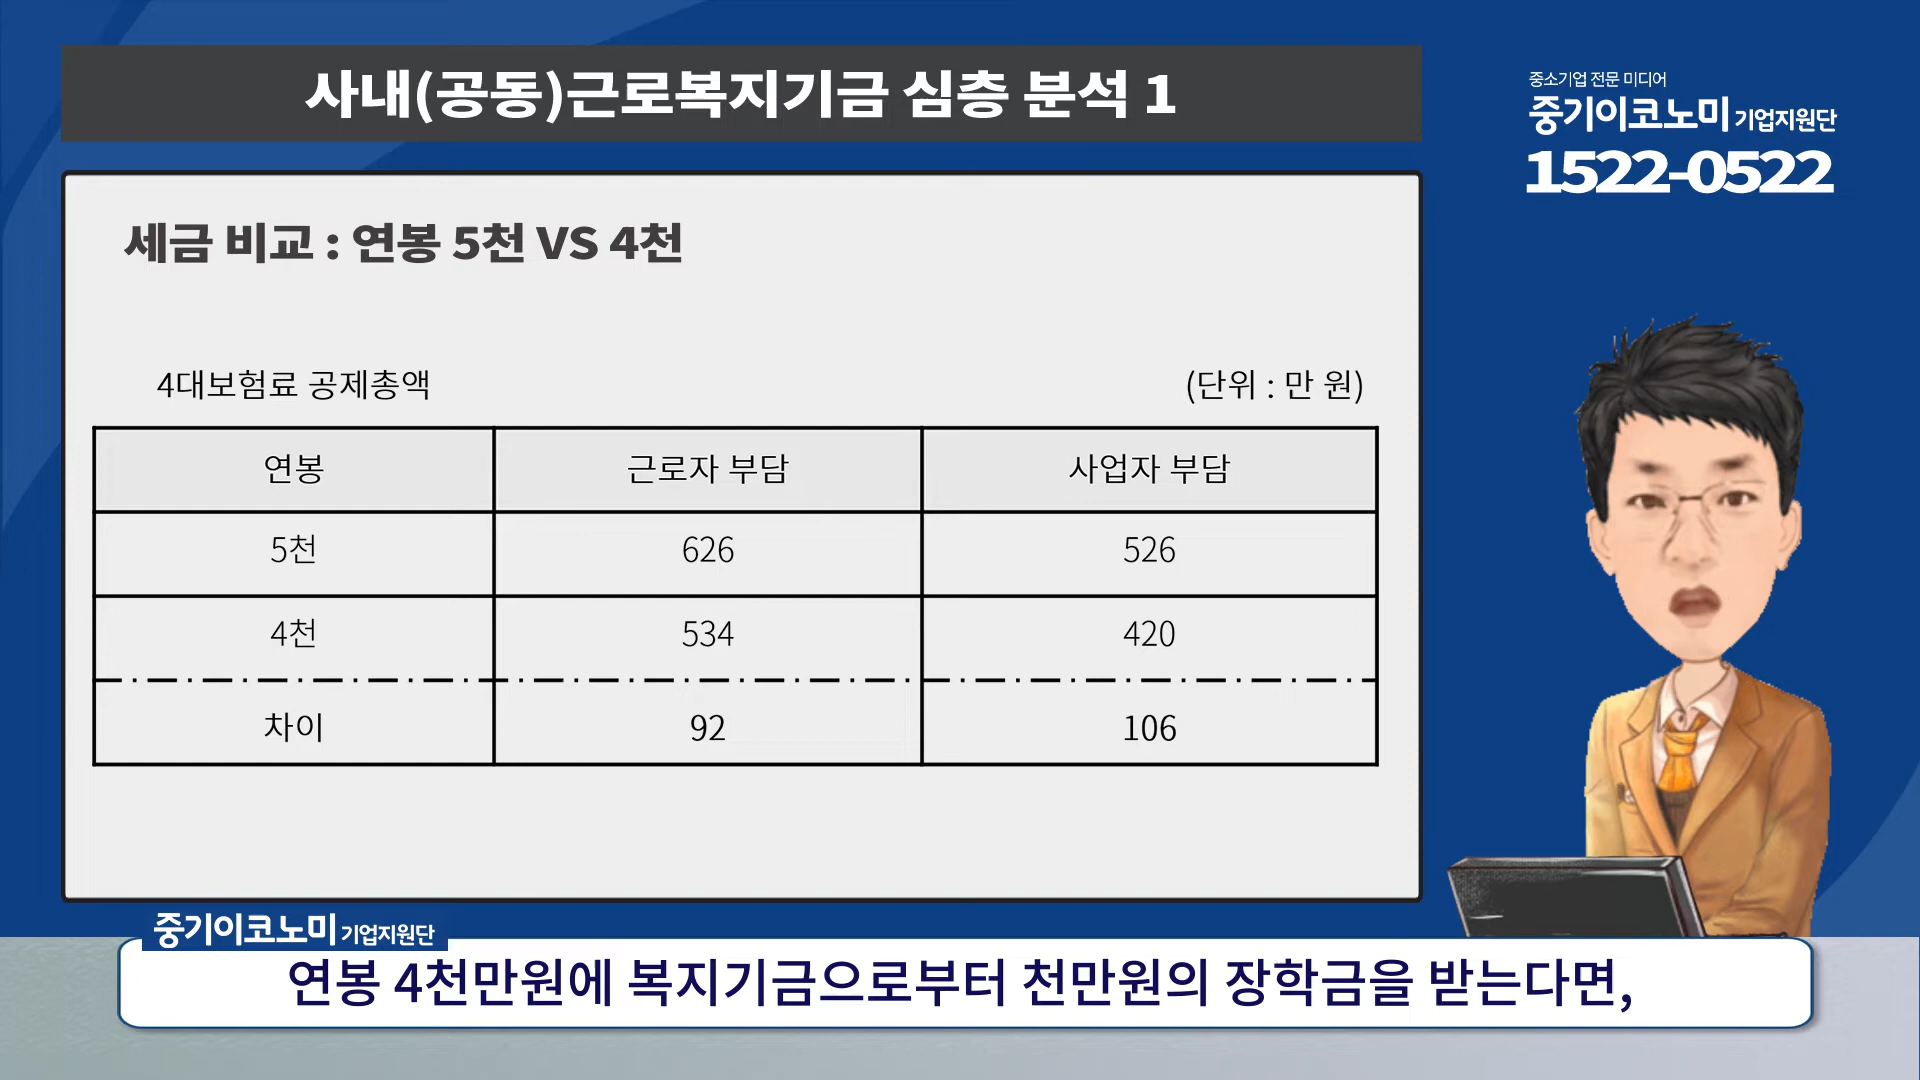 사내(공동)근로복지기금 심층 분석 1
중소기업 전문 미디어
중기이코노미 기업지원단
1522-0522
세금 비교 : 연봉 5천 VS 4천
4대보험료 공제총액 (단위 : 만 원)
연봉 근로자 부담 사업자 부담
5천 626 526
4천 534 420
차이 92 106
중기이코노미 기업지원단
연봉 4천만원에 복지기금으로부터 천만원의 장학금을 받는다면,